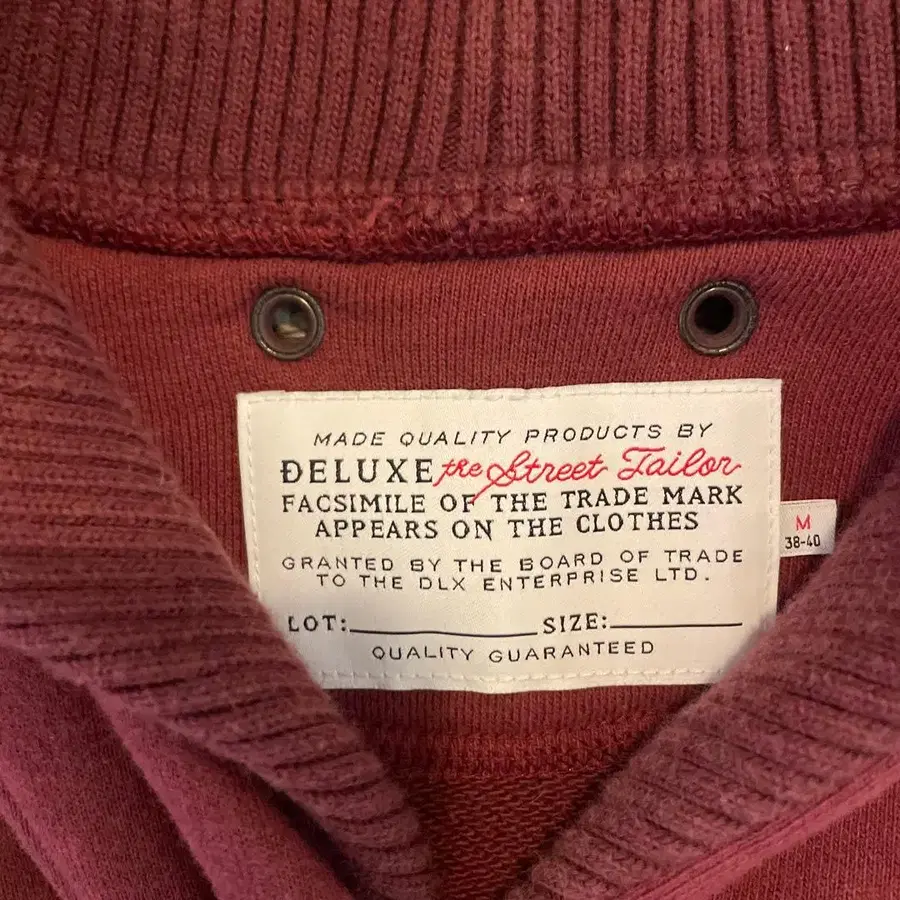 MADE QUALITY PRODUCTS BY
DELUXE the Street Tailor
FACSIMILE OF THE TRADE MARK
APPEARS ON THE CLOTHES
GRANTED BY THE BOARD OF TRADE
TO THE DLX ENTERPRISE LTD.
LOT: SIZE:
QUALITY GUARANTEED
M
38-40